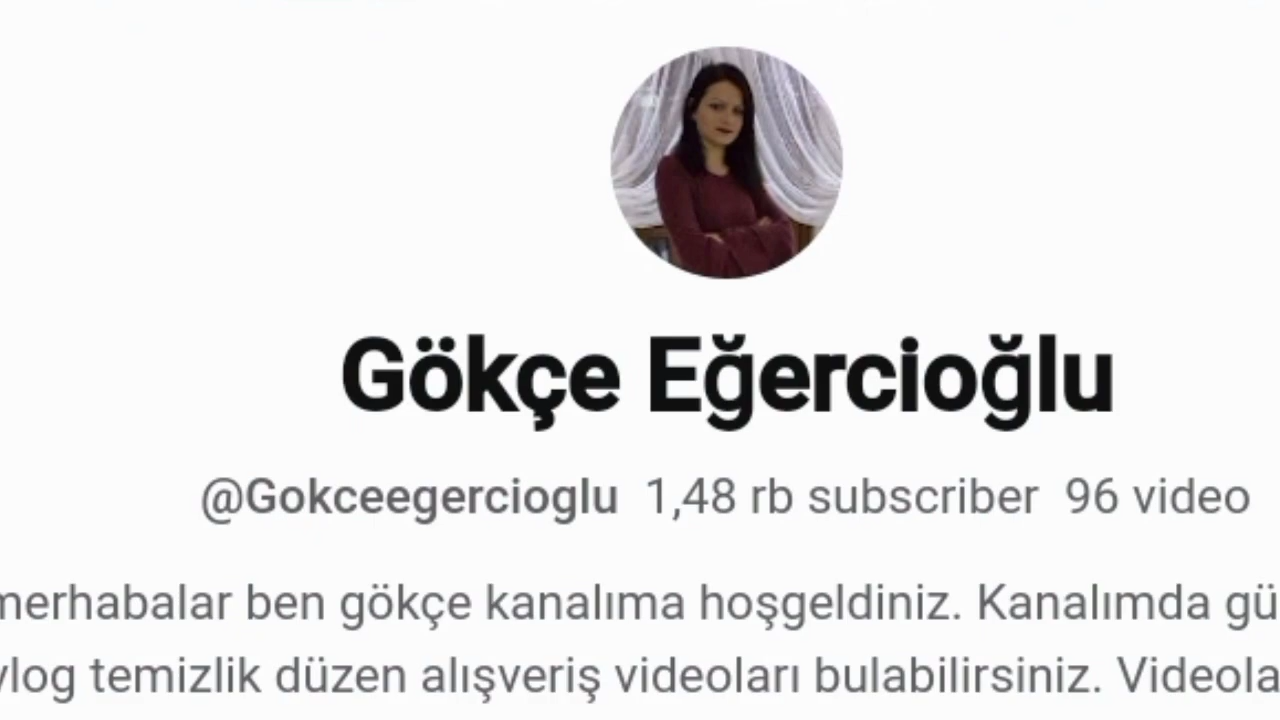 Gökçe Eğercioğlu
@Gokceegercioglu 1,48 rb subscriber 96 video
merhabalar ben gökçe kanalıma hoşgeldiniz. Kanalımda
vlog temizlik düzen alışveriş videoları bulabilirsiniz.